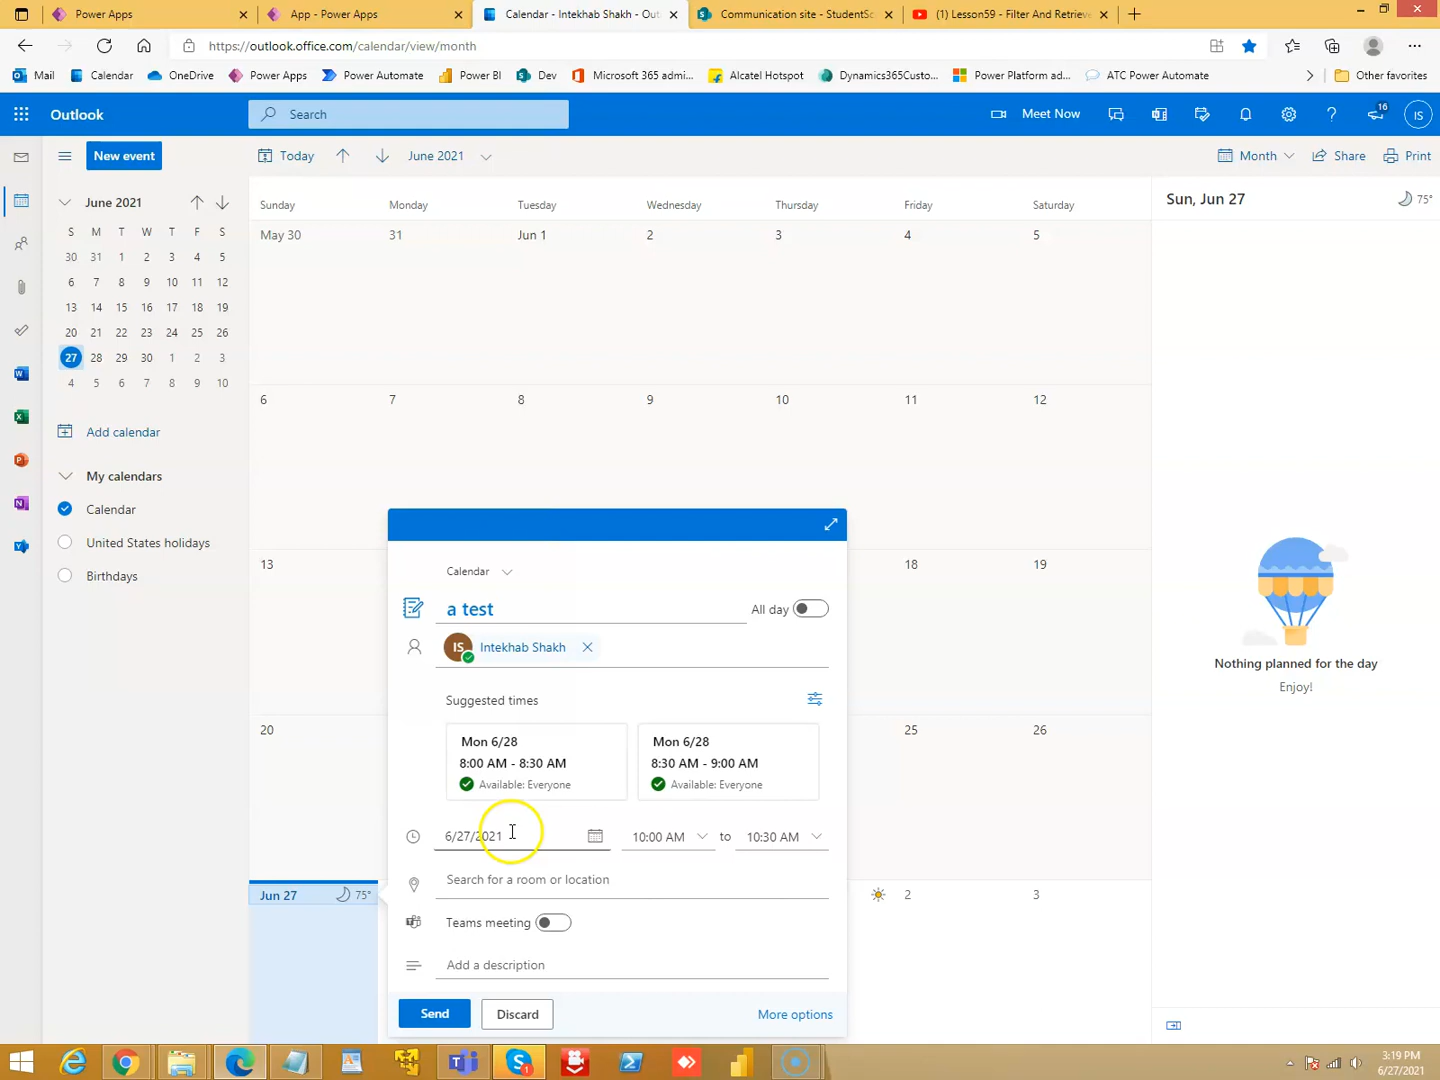 Power Apps
App - Power Apps
Calendar - Intekhab Shakh - Out
Communication site - StudentSc
(1) Lesson59 - Filter And Retrieve
https://outlook.office.com/calendar/view/month
Mail
Calendar
OneDrive
Power Apps
Power Automate
Power BI
Dev
Microsoft 365 admi...
Alcatel Hotspot
Dynamics365Custo...
Power Platform ad...
ATC Power Automate
Other favorites
Outlook
Search
Meet Now
16
IS
New event
Today
June 2021
Month
Share
Print
June 2021
S M T W T F S
30 31 1 2 3 4 5
6 7 8 9 10 11 12
13 14 15 16 17 18 19
20 21 22 23 24 25 26
27 28 29 30 1 2 3
4 5 6 7 8 9 10
Add calendar
My calendars
Calendar
United States holidays
Birthdays
Sunday Monday Tuesday Wednesday Thursday Friday Saturday
May 30 31 Jun 1 2 3 4 5
6 7 8 9 10 11 12
13 18 19
20 25 26
Jun 27 75° 2 3
Calendar
a test
All day
IS Intekhab Shakh
Suggested times
Mon 6/28
8:00 AM - 8:30 AM
Available: Everyone
Mon 6/28
8:30 AM - 9:00 AM
Available: Everyone
6/27/2021
10:00 AM to 10:30 AM
Search for a room or location
Teams meeting
Add a description
Send
Discard
More options
Sun, Jun 27
75°
Nothing planned for the day
Enjoy!
3:19 PM
6/27/2021